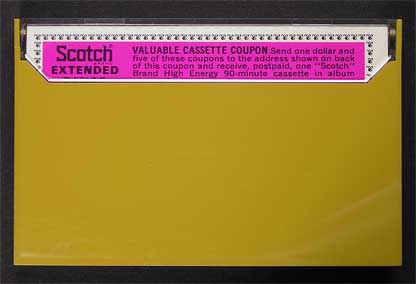 Scotch
EXTENDED
VALUABLE CASSETTE COUPON Send one dollar and
five of these coupons to the address shown on back
of this coupon and receive, postpaid, one "Scotch"
Brand High Energy 90-minute cassette in album